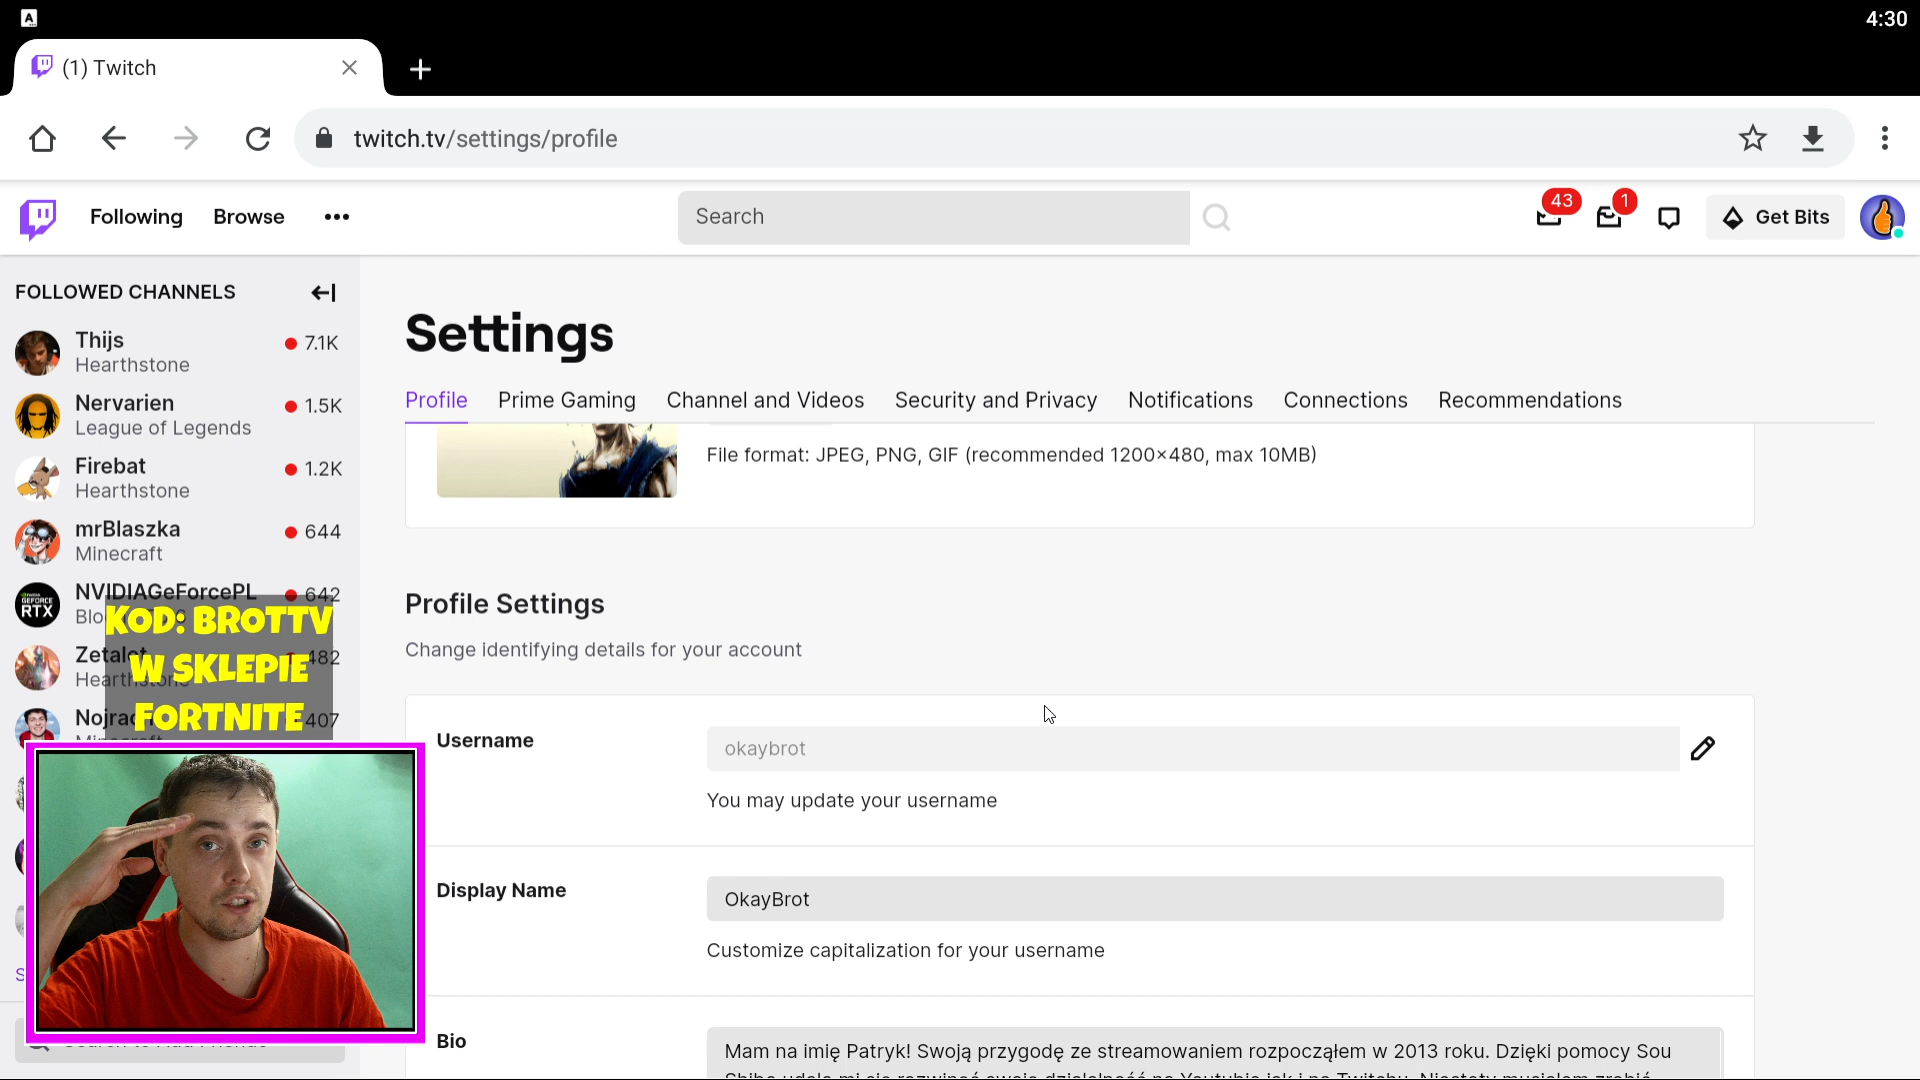 A
4:30
(1) Twitch
twitch.tv/settings/profile
Following
Browse
Search
43
1
Get Bits
FOLLOWED CHANNELS
Thijs
7.1K
Hearthstone
Nervarien
1.5K
League of Legends
Firebat
1.2K
Hearthstone
mrBlaszka
644
Minecraft
NVIDIAGeForcePL
642
GEFORCE
RTX
KOD: BROTTV
W SKLEPIE
FORTNITE
Zetalot
482
Hearthstone
407
Settings
Profile
Prime Gaming
Channel and Videos
Security and Privacy
Notifications
Connections
Recommendations
File format: JPEG, PNG, GIF (recommended 1200x480, max 10MB)
Profile Settings
Change identifying details for your account
Username
okaybrot
You may update your username
Display Name
OkayBrot
Customize capitalization for your username
Bio
Mam na imię Patryk! Swoją przygodę ze streamowaniem rozpocząłem w 2013 roku. Dzięki pomocy Sou